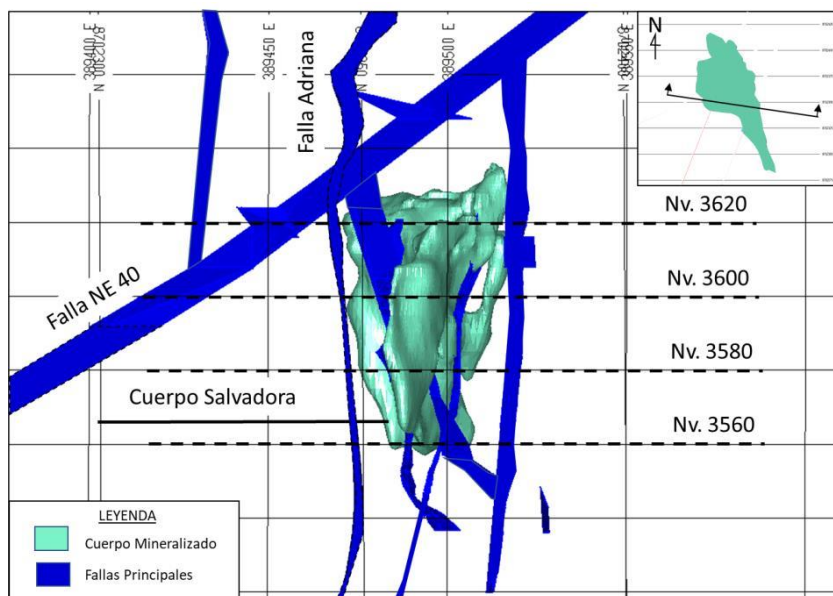 389400 E
389450 E
Falla Adriana
389500 E
N
Nv. 3620
Nv. 3600
Falla NE 40
Nv. 3580
Cuerpo Salvadora
Nv. 3560
LEYENDA
Cuerpo Mineralizado
Fallas Principales